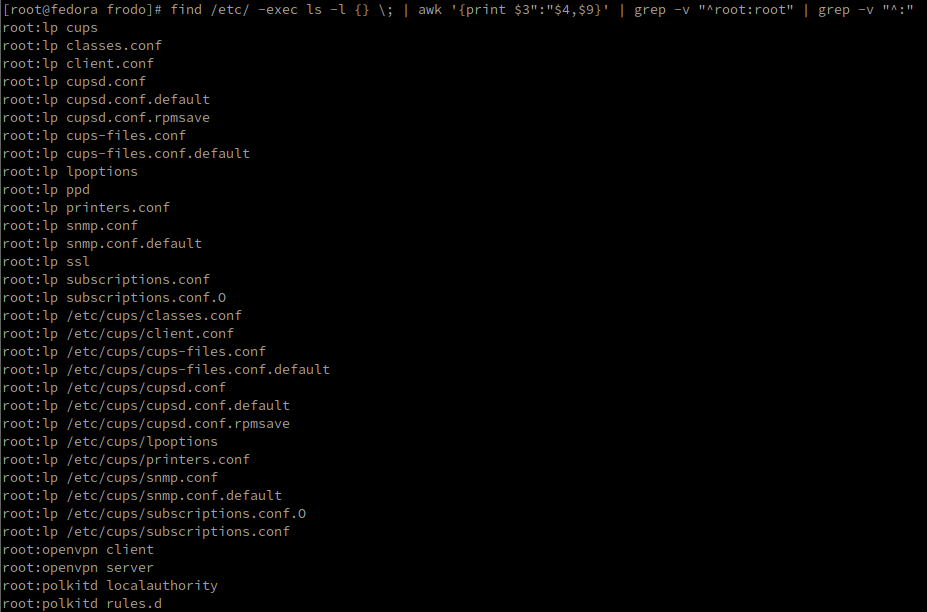 [root@fedora frodo]# find /etc/ -exec ls -l {} \; | awk '{print $3":"$4,$9}' | grep -v "^root:root" | grep -v "^:"
root:lp cups
root:lp classes.conf
root:lp client.conf
root:lp cupsd.conf
root:lp cupsd.conf.default
root:lp cupsd.conf.rpmsave
root:lp cups-files.conf
root:lp cups-files.conf.default
root:lp lpoptions
root:lp ppd
root:lp printers.conf
root:lp snmp.conf
root:lp snmp.conf.default
root:lp ssl
root:lp subscriptions.conf
root:lp subscriptions.conf.O
root:lp /etc/cups/classes.conf
root:lp /etc/cups/client.conf
root:lp /etc/cups/cups-files.conf
root:lp /etc/cups/cups-files.conf.default
root:lp /etc/cups/cupsd.conf
root:lp /etc/cups/cupsd.conf.default
root:lp /etc/cups/cupsd.conf.rpmsave
root:lp /etc/cups/lpoptions
root:lp /etc/cups/printers.conf
root:lp /etc/cups/snmp.conf
root:lp /etc/cups/snmp.conf.default
root:lp /etc/cups/subscriptions.conf.O
root:lp /etc/cups/subscriptions.conf
root:openvpn client
root:openvpn server
root:polkitd localauthority
root:polkitd rules.d